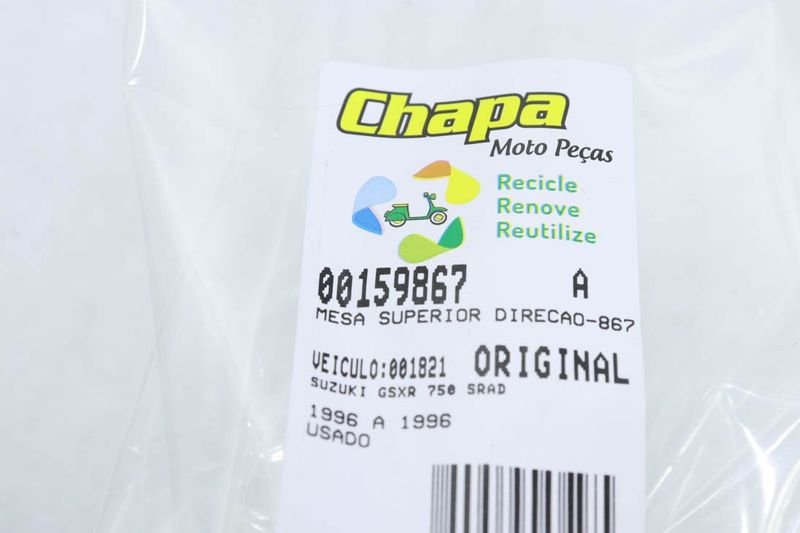 Chapa
Moto Peças
Recicle
Renove
Reutilize
00159867 A
MESA SUPERIOR DIRECAO-867
VEICULO:001821 ORIGINAL
SUZUKI GSXR 750 SRAD
1996 A 1996
USADO